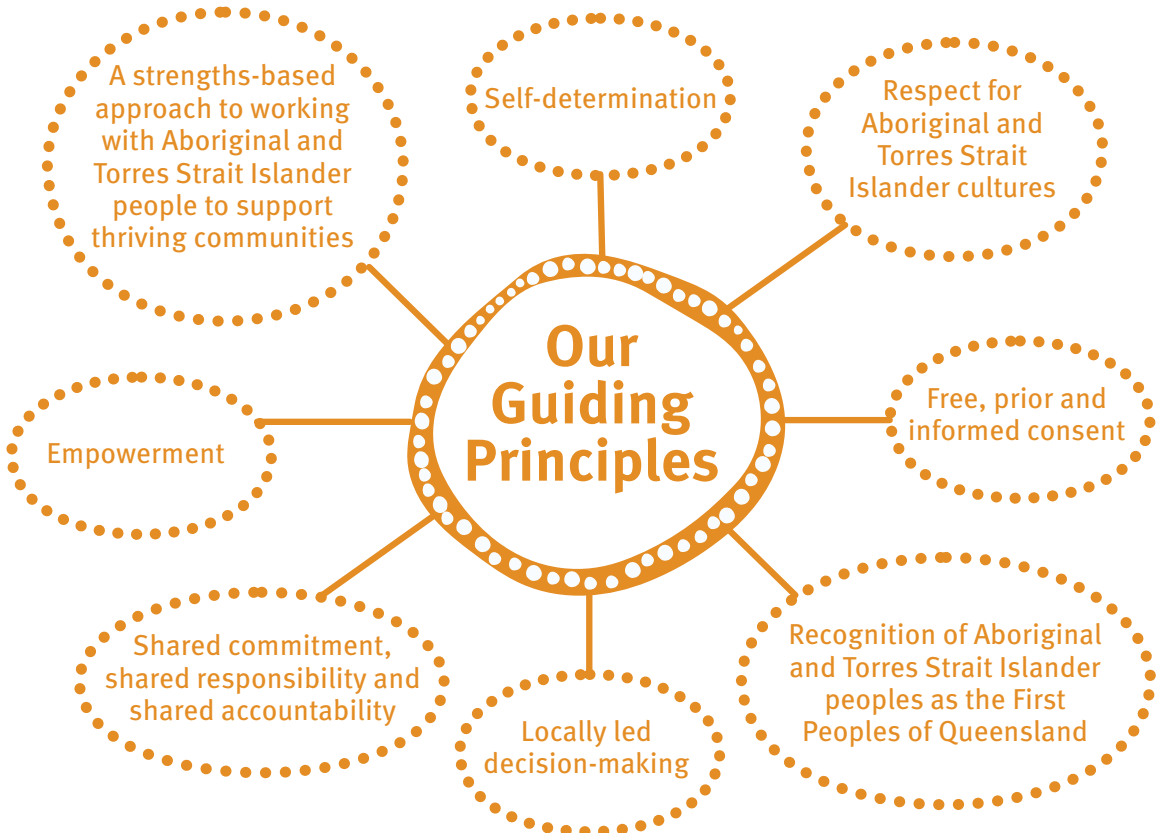 Our
Guiding
Principles
Self-determination
Respect for
Aboriginal and
Torres Strait
Islander cultures
Free, prior and
informed consent
Recognition of Aboriginal
and Torres Strait Islander
peoples as the First
Peoples of Queensland
Locally led
decision-making
Shared commitment,
shared responsibility and
shared accountability
Empowerment
A strengths-based
approach to working
with Aboriginal and
Torres Strait Islander
people to support
thriving communities